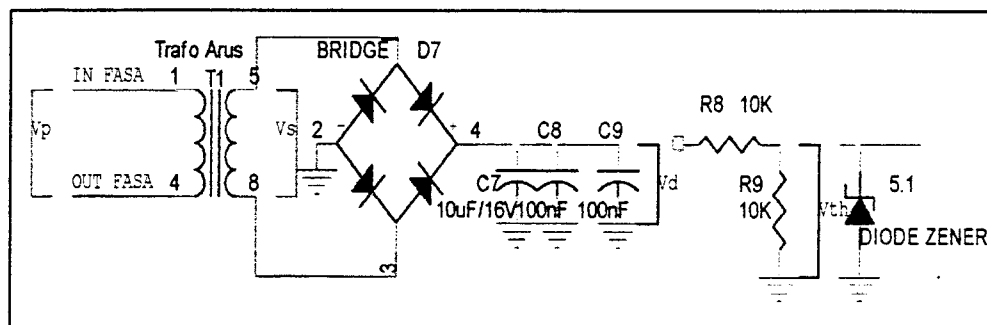 Trafo Arus
BRIDGE D7
IN FASA 1 T1 5
R8 10K
Vp Vs 2 - + 4 C8 C9
OUT FASA 4 8
C7 Vd
R9 5.1
10uF/16V 100nF 100nF 10K Vth
DIODE ZENER
3